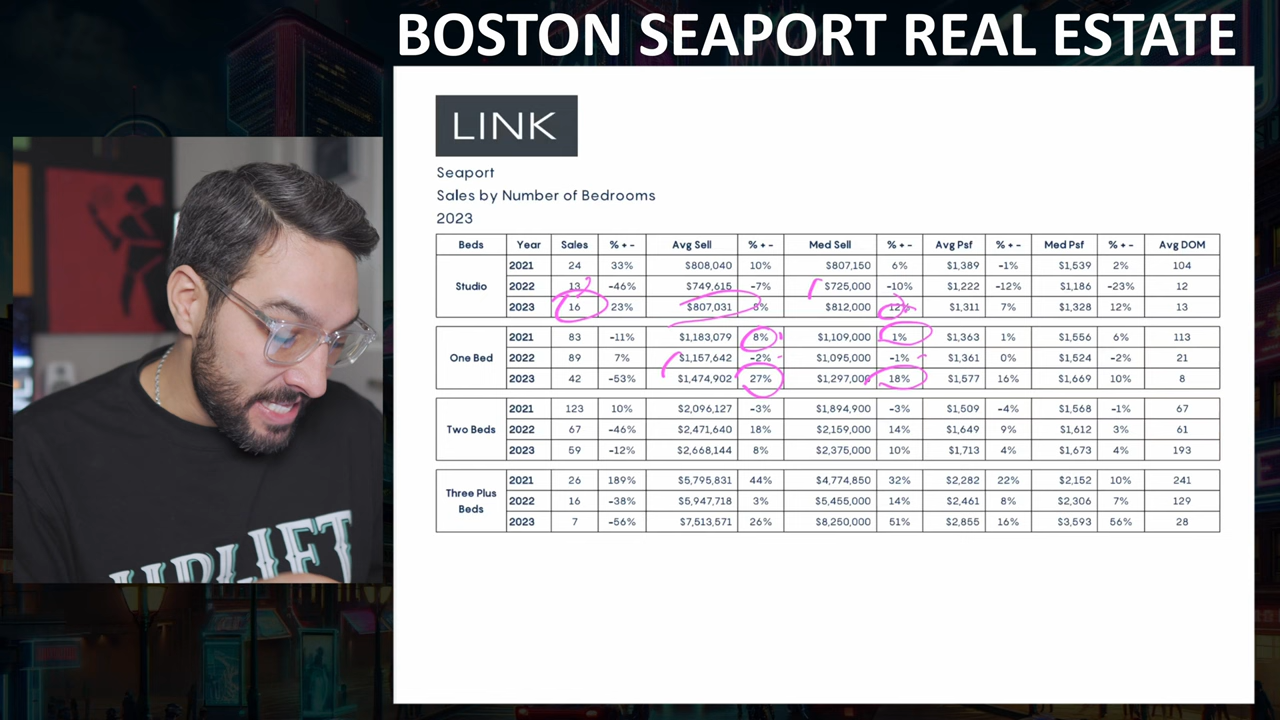 BOSTON SEAPORT REAL ESTATE
LINK
Seaport
Sales by Number of Bedrooms
2023
Beds Year Sales % + - Avg Sell % + - Med Sell % + - Avg Psf % + - Med Psf % + - Avg DOM
2021 24 33% $808,040 10% $807,150 6% $1,389 -1% $1,539 2% 104
Studio 2022 13 -46% $749,615 -7% $725,000 -10% $1,222 -12% $1,186 -23% 12
2023 16 23% $807,031 8% $812,000 12% $1,311 7% $1,328 12% 13
2021 83 -11% $1,183,079 8% $1,109,000 1% $1,363 1% $1,556 6% 113
One Bed 2022 89 7% $1,157,642 -2% $1,095,000 -1% $1,361 0% $1,524 -2% 21
2023 42 -53% $1,474,902 27% $1,297,000 18% $1,577 16% $1,669 10% 8
2021 123 10% $2,096,127 -3% $1,894,900 -3% $1,509 -4% $1,568 -1% 67
Two Beds 2022 67 -46% $2,471,640 18% $2,159,000 14% $1,649 9% $1,612 3% 61
2023 59 -12% $2,668,144 8% $2,375,000 10% $1,713 4% $1,673 4% 193
2021 26 189% $5,795,831 44% $4,774,850 32% $2,282 22% $2,152 10% 241
Three Plus Beds 2022 16 -38% $5,947,718 3% $5,455,000 14% $2,461 8% $2,306 7% 129
2023 7 -56% $7,513,571 26% $8,250,000 51% $2,855 16% $3,593 56% 28
UPLIFT